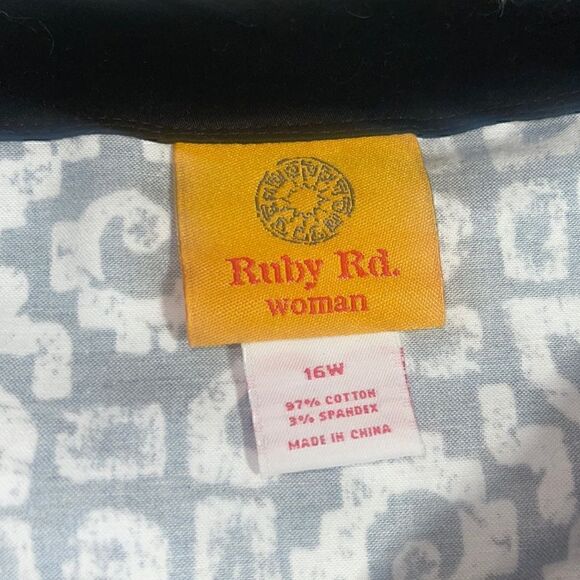 Ruby Rd.
woman
16W
97% COTTON
3% SPANDEX
MADE IN CHINA